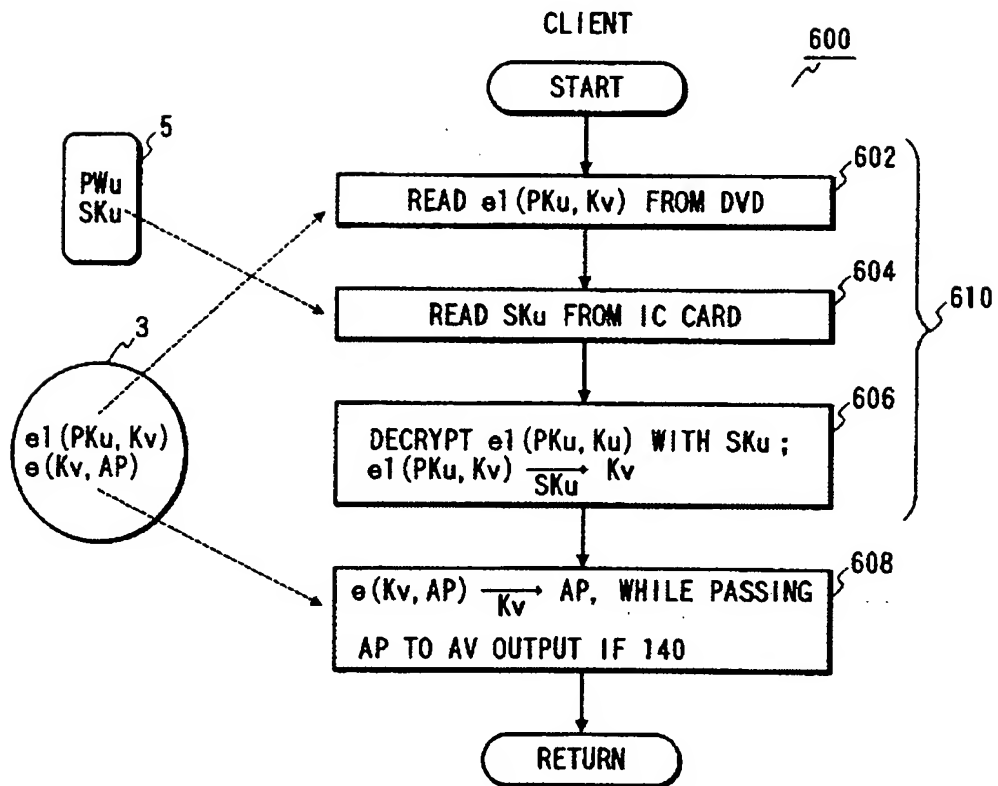 CLIENT
600
START
5
PWu
SKu
602
READ e1(PKu, Kv) FROM DVD
604
READ SKu FROM IC CARD
610
3
e1(PKu, Kv)
e(Kv, AP)
606
DECRYPT e1(PKu, Ku) WITH SKu ;
e1(PKu, Kv) → Kv
SKu
608
e(Kv, AP) → AP, WHILE PASSING
Kv
AP TO AV OUTPUT IF 140
RETURN